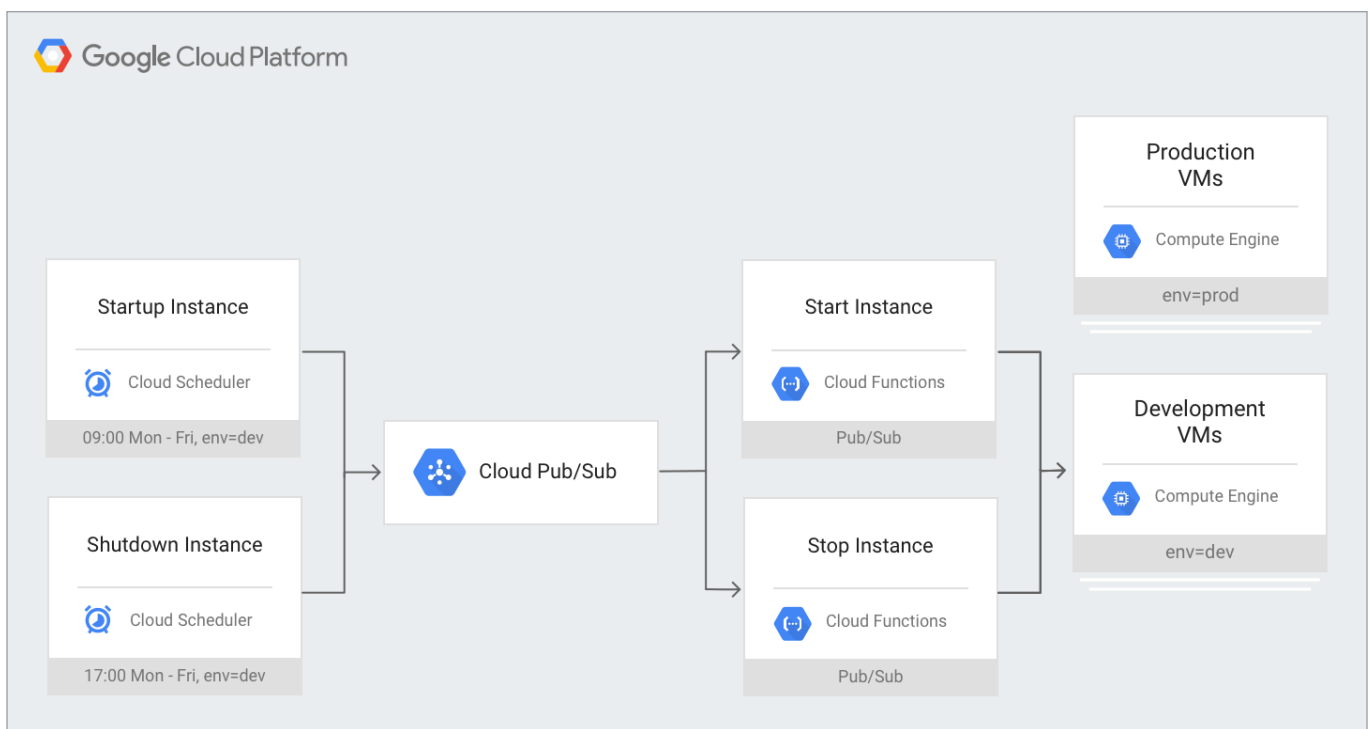 Google Cloud Platform
Startup Instance
Cloud Scheduler
09:00 Mon - Fri, env=dev
Shutdown Instance
Cloud Scheduler
17:00 Mon - Fri, env=dev
Cloud Pub/Sub
Start Instance
Cloud Functions
Pub/Sub
Stop Instance
Cloud Functions
Pub/Sub
Production
VMs
Compute Engine
env=prod
Development
VMs
Compute Engine
env=dev